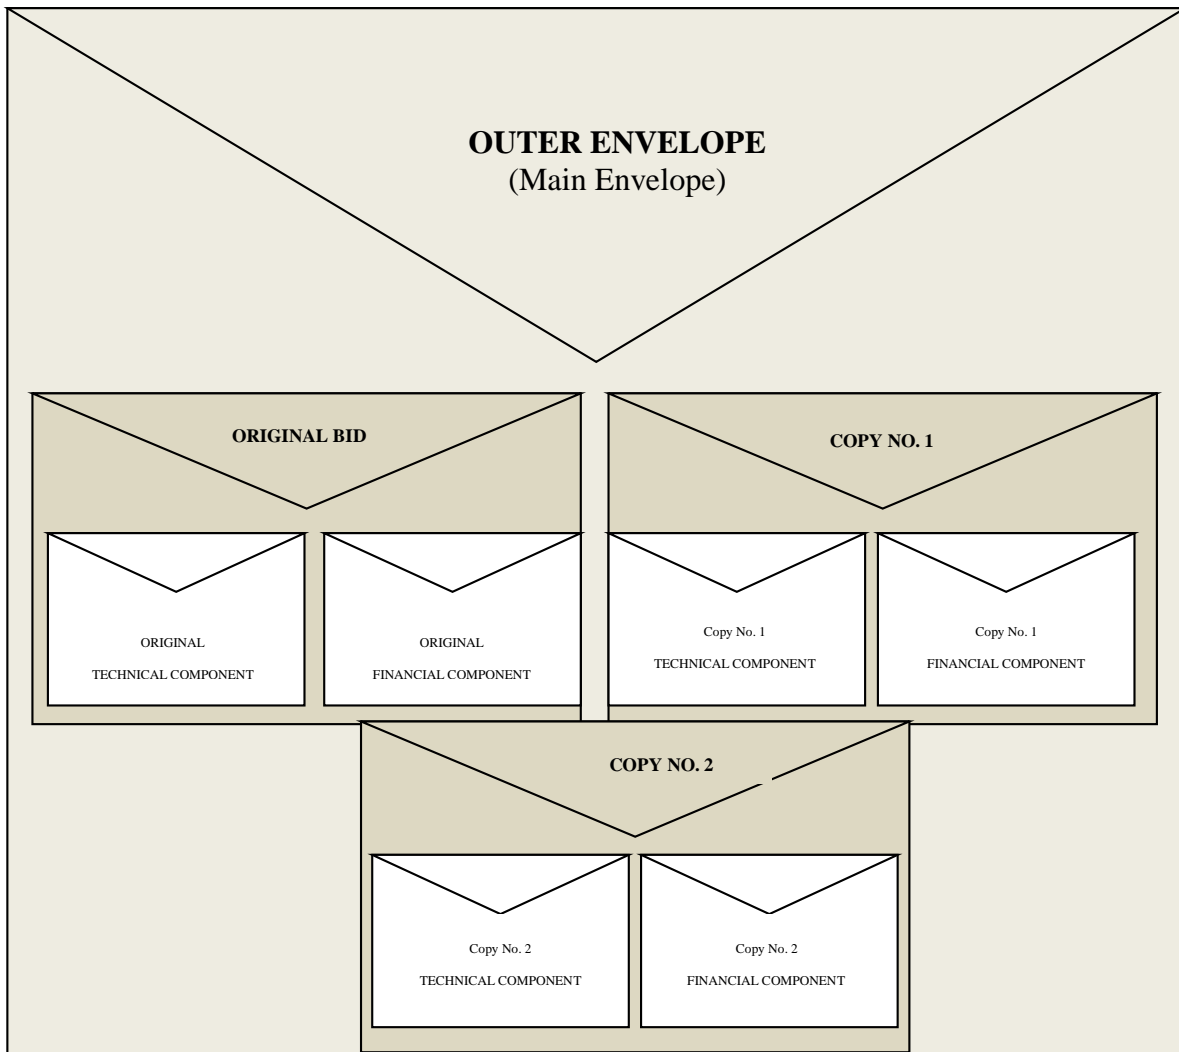 OUTER ENVELOPE
(Main Envelope)
ORIGINAL BID
COPY NO. 1
ORIGINAL
TECHNICAL COMPONENT
ORIGINAL
FINANCIAL COMPONENT
Copy No. 1
TECHNICAL COMPONENT
Copy No. 1
FINANCIAL COMPONENT
COPY NO. 2
Copy No. 2
TECHNICAL COMPONENT
Copy No. 2
FINANCIAL COMPONENT